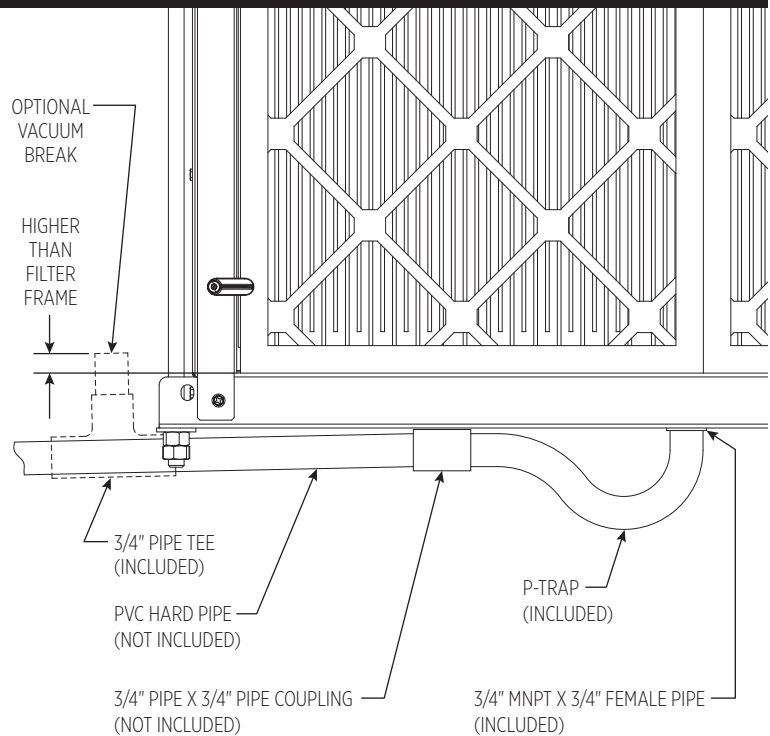 OPTIONAL
VACUUM
BREAK
HIGHER
THAN
FILTER
FRAME
3/4" PIPE TEE
(INCLUDED)
PVC HARD PIPE
(NOT INCLUDED)
3/4" PIPE X 3/4" PIPE COUPLING
(NOT INCLUDED)
P-TRAP
(INCLUDED)
3/4" MNPT X 3/4" FEMALE PIPE
(INCLUDED)